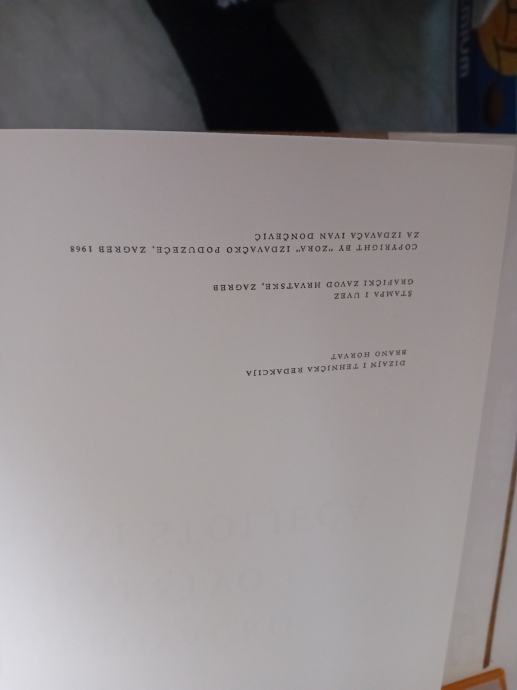 DIZAJN I TEHNIČKA REDAKCIJA
BRANO HORVAT
ŠTAMPA I UVEZ
GRAFIČKI ZAVOD HRVATSKE, ZAGREB
COPYRIGHT BY "ZORA" IZDAVAČKO PODUZEĆE, ZAGREB 1968
ZA IZDAVAČA IVAN DONČEVIĆ